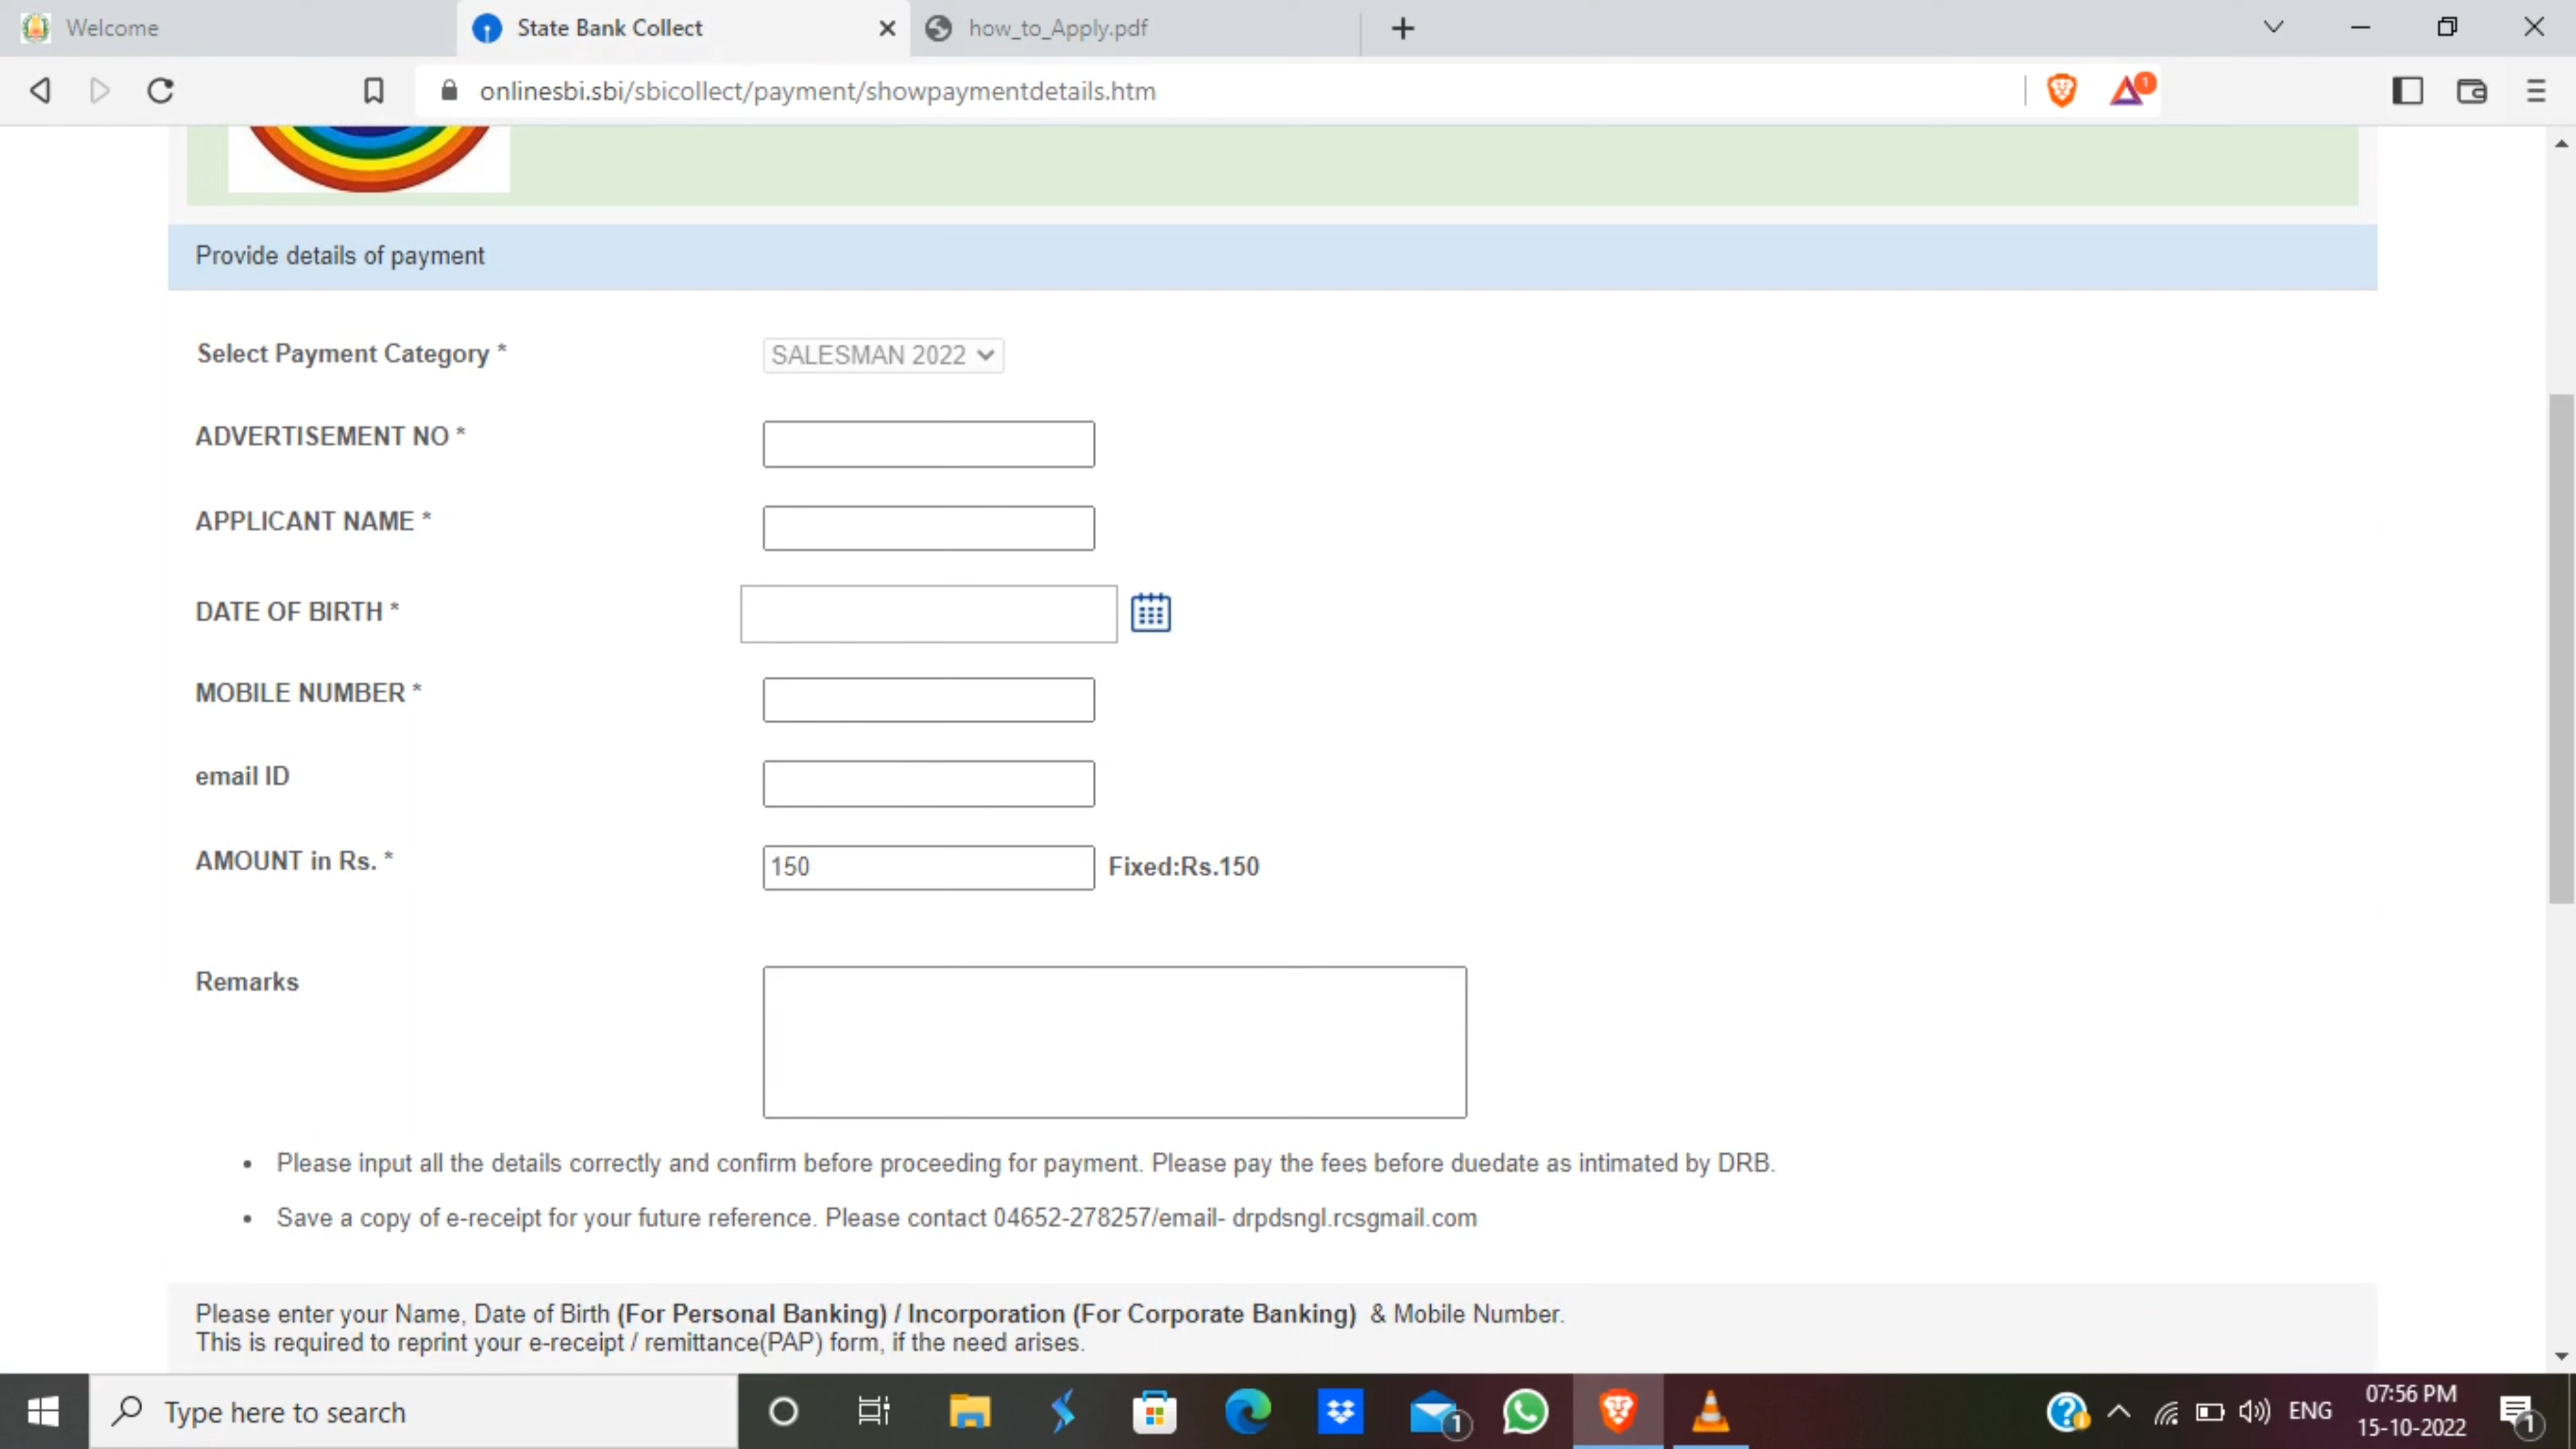 Welcome
State Bank Collect
how_to_Apply.pdf
onlinesbi.sbi/sbicollect/payment/showpaymentdetails.htm
1
Provide details of payment
Select Payment Category *
SALESMAN 2022
ADVERTISEMENT NO *
APPLICANT NAME *
DATE OF BIRTH *
MOBILE NUMBER *
email ID
AMOUNT in Rs. *
150
Fixed:Rs.150
Remarks
• Please input all the details correctly and confirm before proceeding for payment. Please pay the fees before duedate as intimated by DRB.
• Save a copy of e-receipt for your future reference. Please contact 04652-278257/email- drpdsngl.rcsgmail.com
Please enter your Name, Date of Birth (For Personal Banking) / Incorporation (For Corporate Banking) & Mobile Number.
This is required to reprint your e-receipt / remittance(PAP) form, if the need arises.
Type here to search
1
ENG
07:56 PM
15-10-2022
1